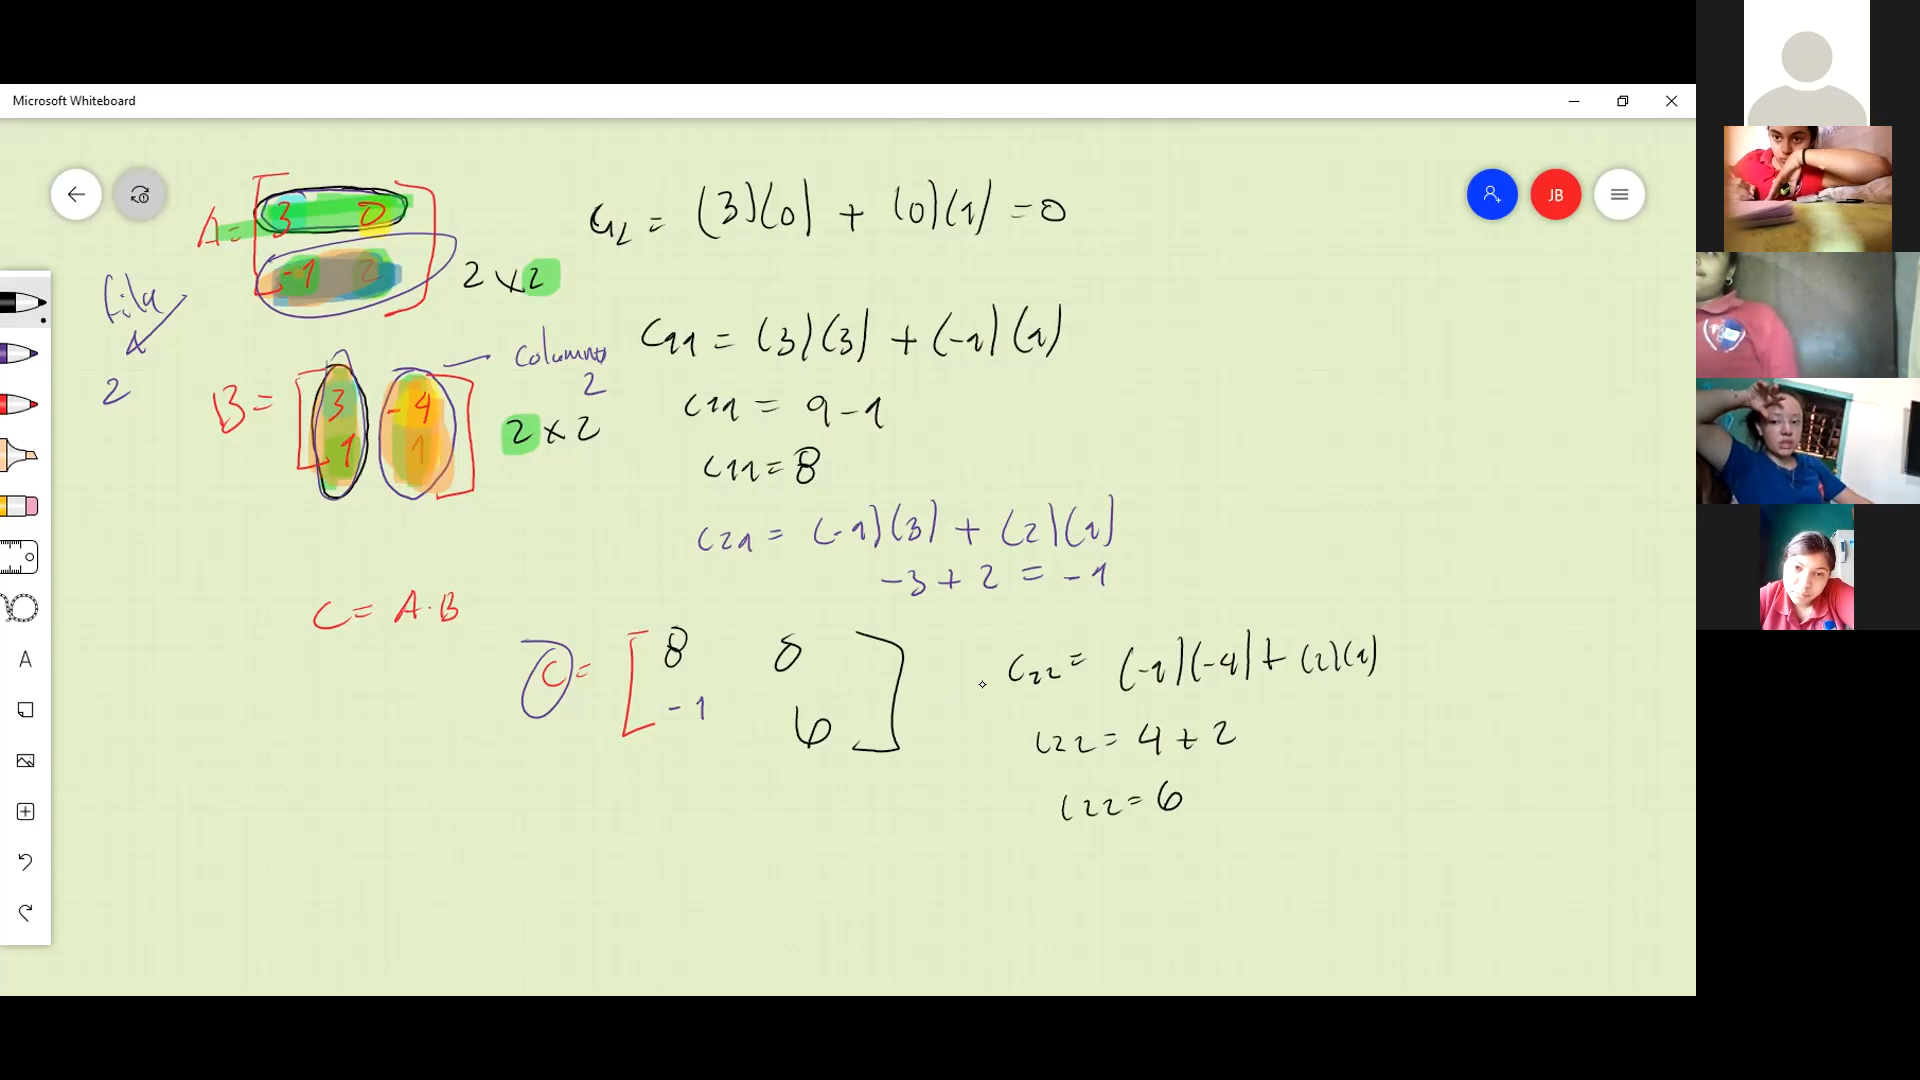 Microsoft Whiteboard
JB
A = [3 0
-1 2] 2 x 2
fila
2
B = [3 -4
1 1] 2 x 2
Columna
2
C = A·B
C12 = (3)(0) + (0)(1) = 0
C11 = (3)(3) + (-1)(1)
C11 = 9 - 1
C11 = 8
C21 = (-1)(3) + (2)(1)
-3 + 2 = -1
C = [8 0
-1 6]
C22 = (-1)(-4) + (2)(1)
C22 = 4 + 2
C22 = 6
A